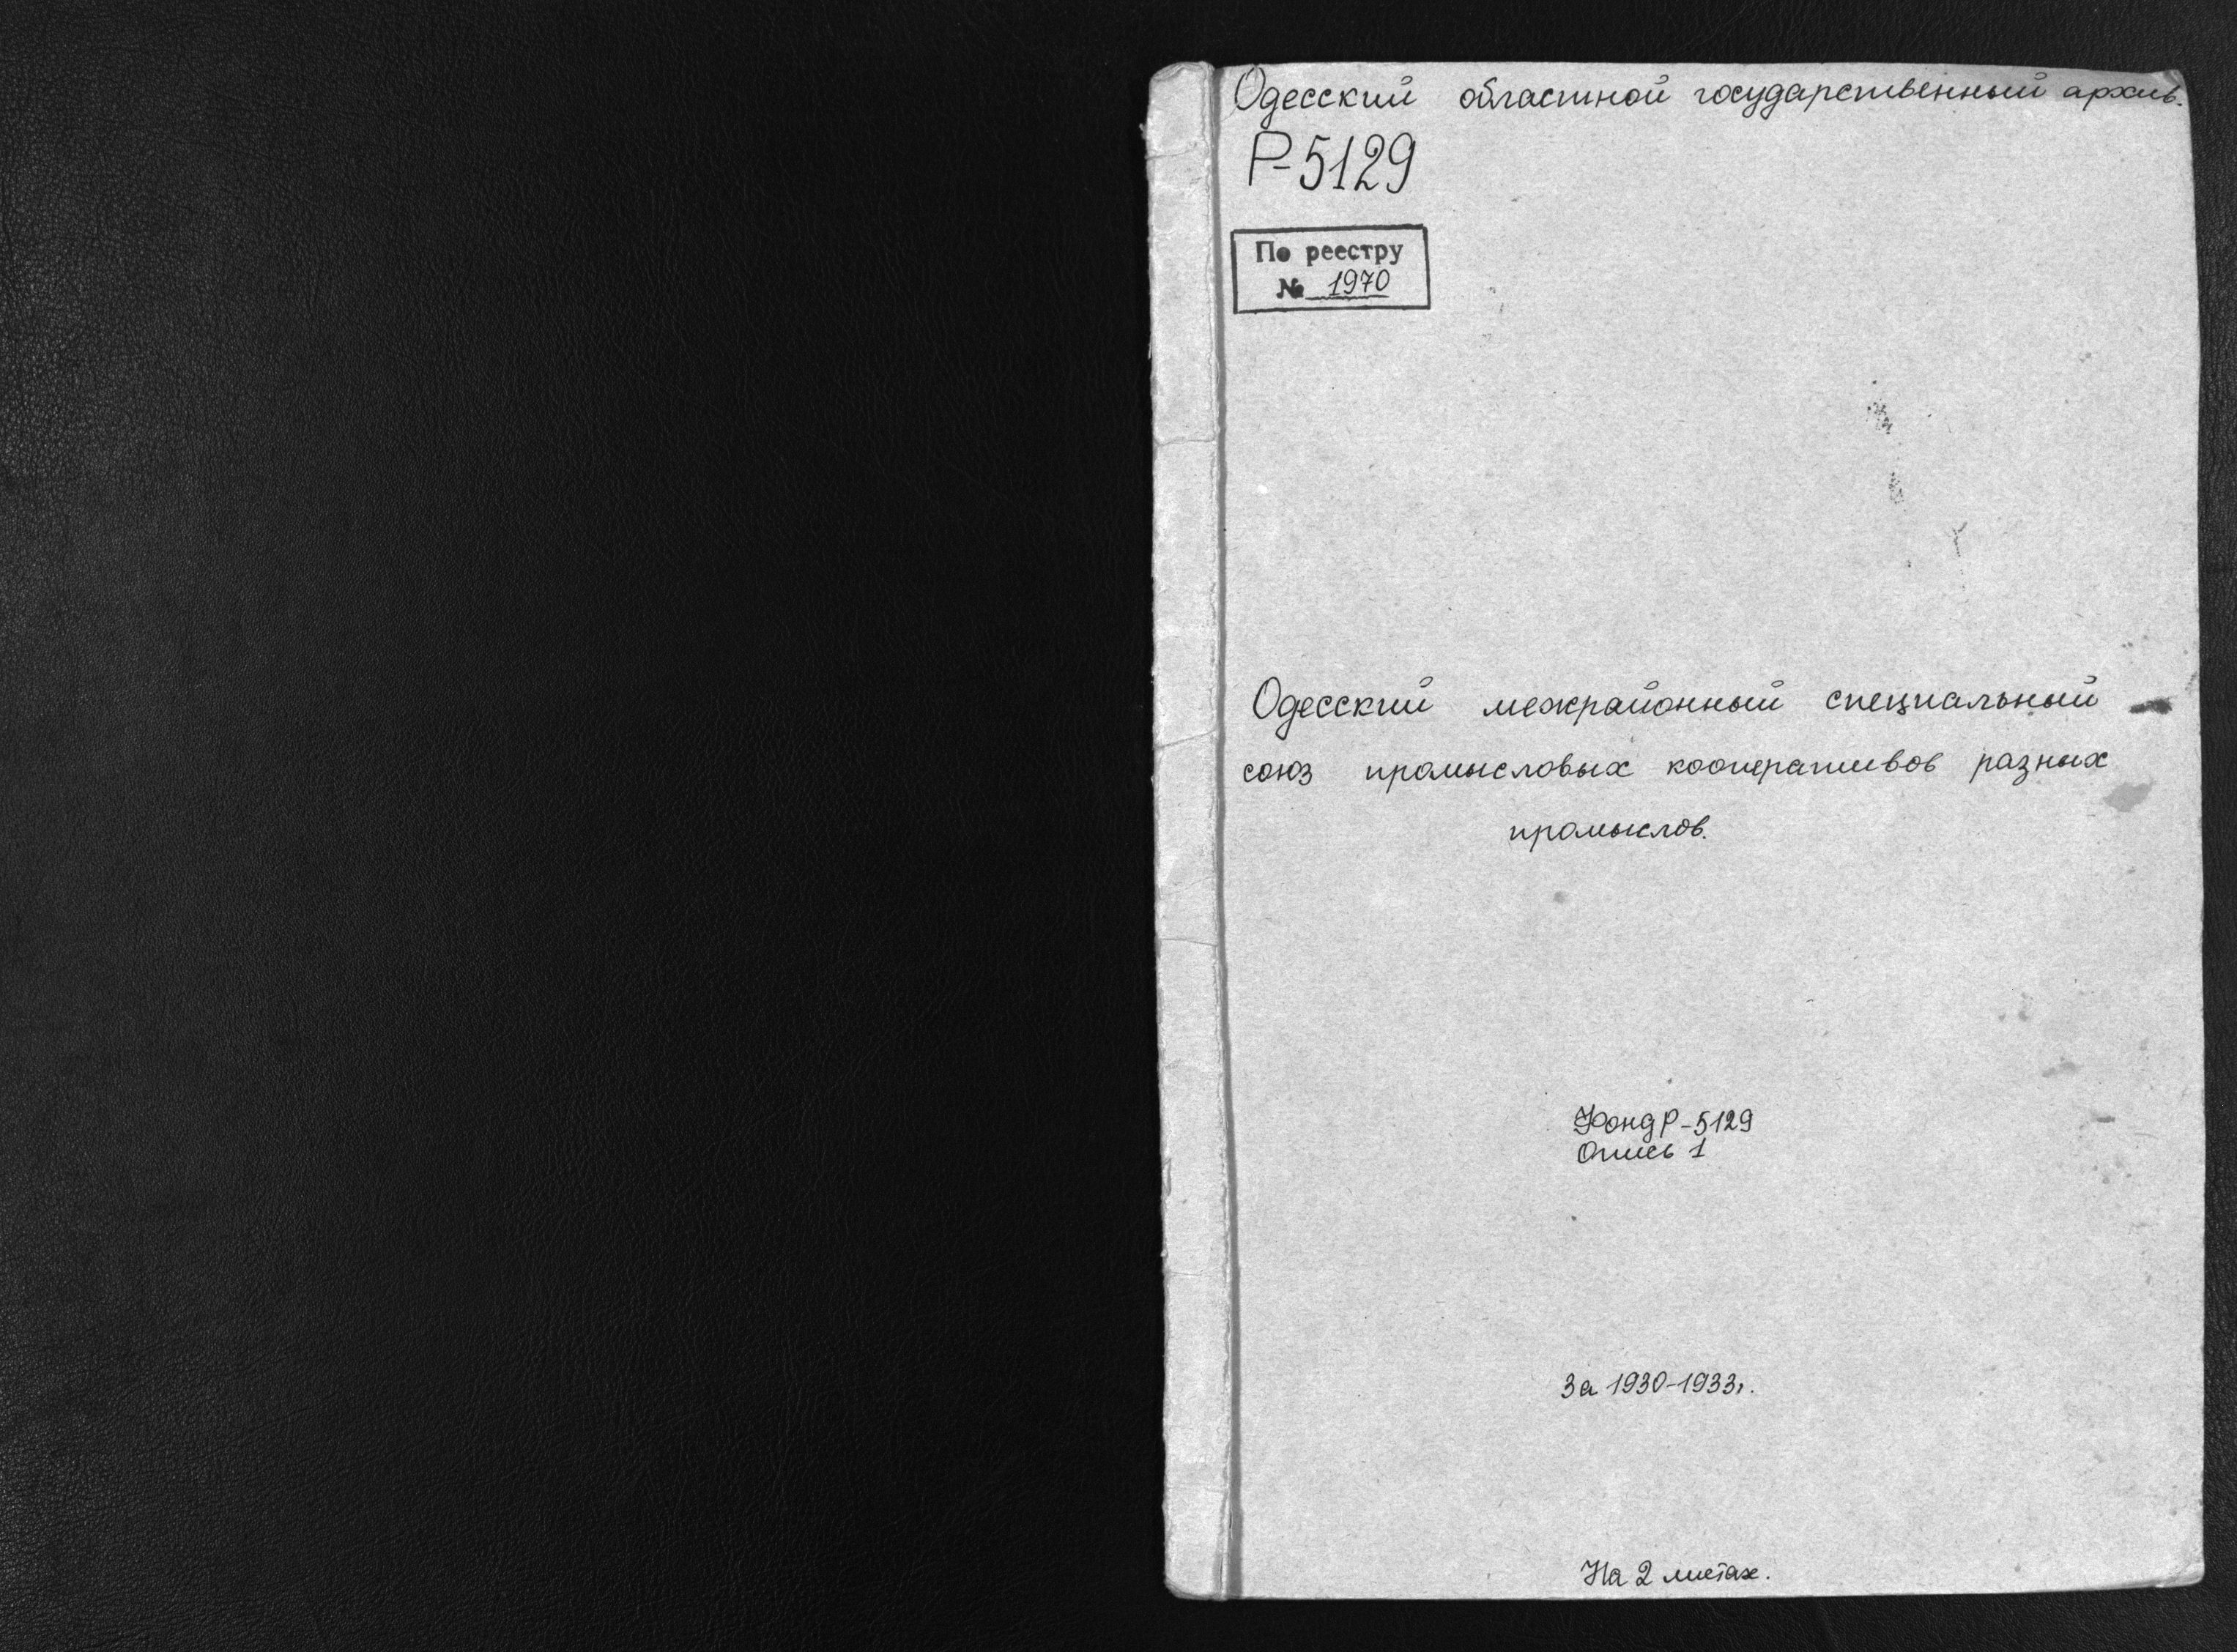 Одесский областной государственный архив.
Р-5129
По реестру
№ 1970
Одесский межрайонный специальный
союз промысловых кооперативов разных
промыслов.
Фонд Р-5129
Опись 1
За 1930-1933г.
На 2 листах.